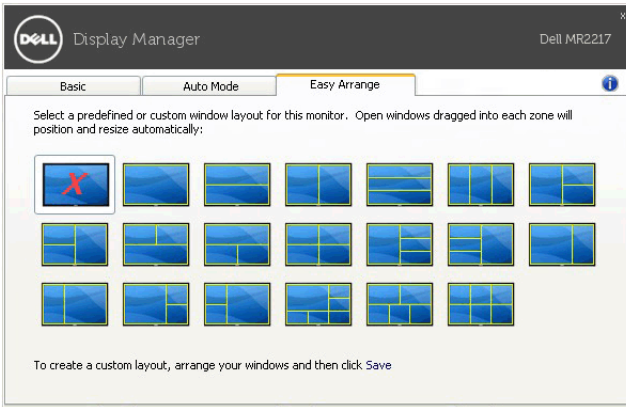 x
DELL Display Manager Dell MR2217
Basic Auto Mode Easy Arrange
Select a predefined or custom window layout for this monitor. Open windows dragged into each zone will
position and resize automatically:
X
To create a custom layout, arrange your windows and then click Save